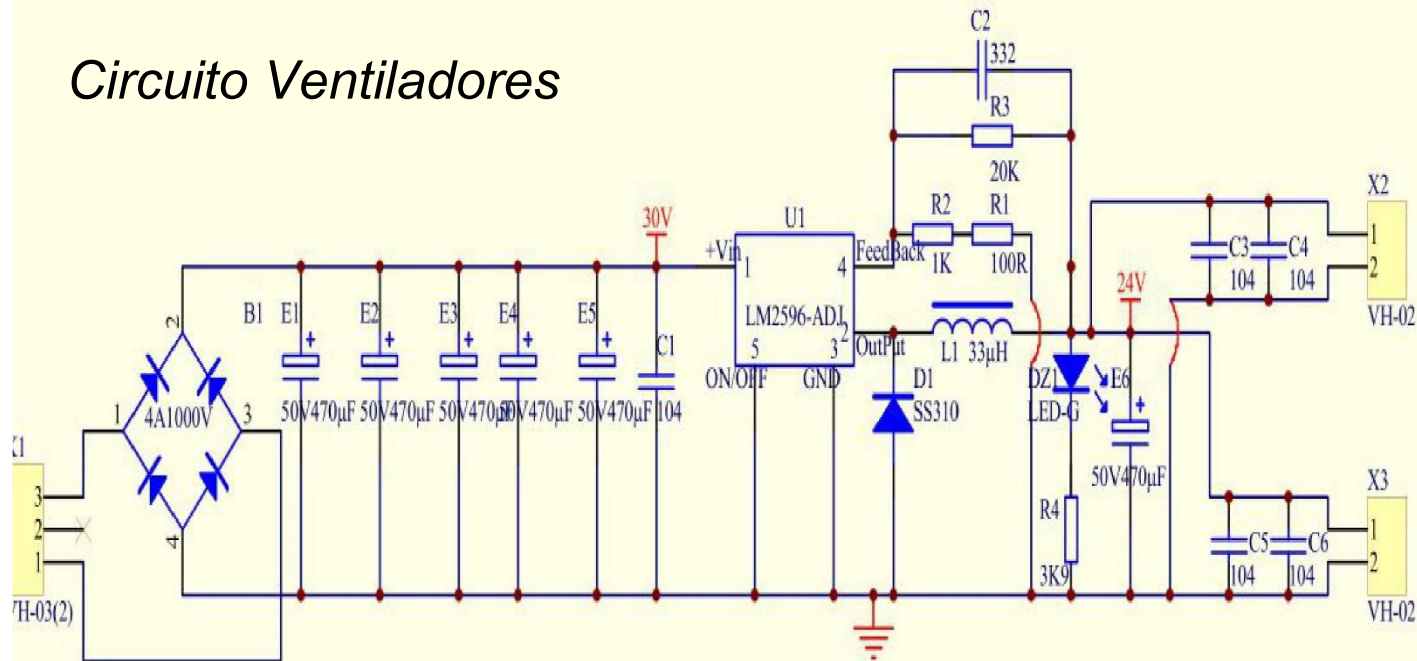 Circuito Ventiladores
C2
332
R3
20K
R2
R1
1K
100R
30V
U1
+Vin
1
4
FeedBack
LM2596-ADJ
2
OutPut
5
3
ON/OFF
GND
L1
33µH
D1
SS310
B1
E1
E2
E3
E4
E5
C1
+
+
+
+
+
50V470µF
50V470µF
50V470µF
50V470µF
50V470µF
104
2
1
3
4
4A1000V
3
2
1
VH-03(2)
24V
DZ1
LED-G
E6
+
50V470µF
R4
3K9
C3
C4
104
104
X2
1
2
VH-02
C5
C6
104
104
X3
1
2
VH-02